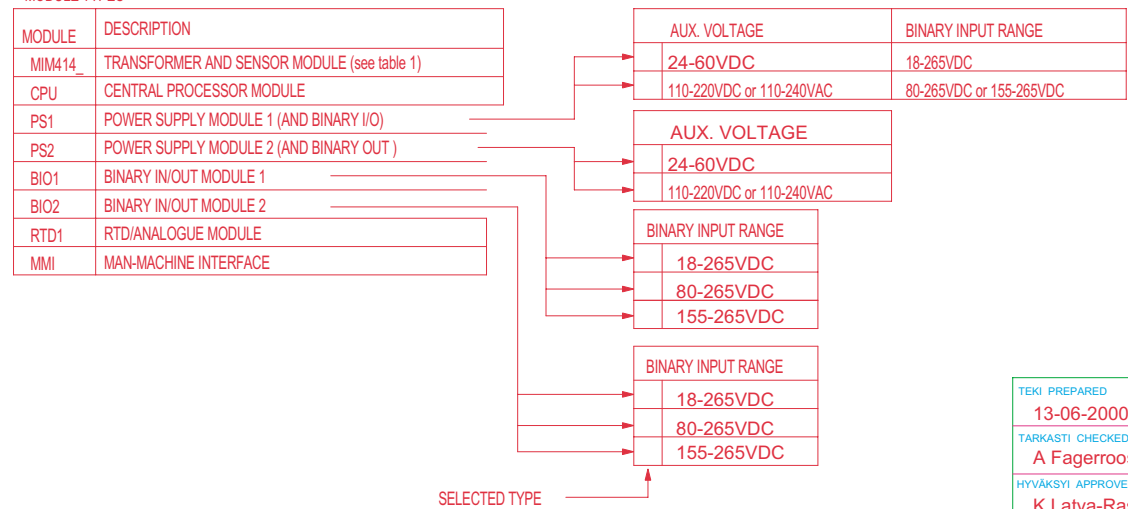 MODULE DESCRIPTION
MIM414_ TRANSFORMER AND SENSOR MODULE (see table 1)
CPU CENTRAL PROCESSOR MODULE
PS1 POWER SUPPLY MODULE 1 (AND BINARY I/O)
PS2 POWER SUPPLY MODULE 2 (AND BINARY OUT )
BIO1 BINARY IN/OUT MODULE 1
BIO2 BINARY IN/OUT MODULE 2
RTD1 RTD/ANALOGUE MODULE
MMI MAN-MACHINE INTERFACE
AUX. VOLTAGE BINARY INPUT RANGE
24-60VDC 18-265VDC
110-220VDC or 110-240VAC 80-265VDC or 155-265VDC
AUX. VOLTAGE
24-60VDC
110-220VDC or 110-240VAC
BINARY INPUT RANGE
18-265VDC
80-265VDC
155-265VDC
BINARY INPUT RANGE
18-265VDC
80-265VDC
155-265VDC
SELECTED TYPE
TEKI PREPARED
13-06-2000
TARKASTI CHECKED
A Fagerroos
HYVÄKSYI APPROVE
K Latva-Ras